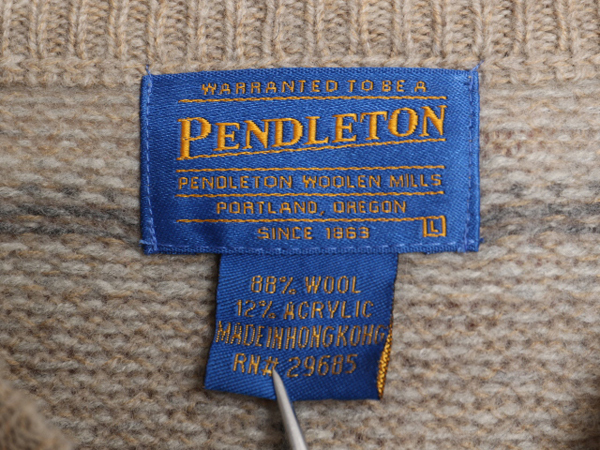 WARRANTED TO BE A
PENDLETON
PENDLETON WOOLEN MILLS
PORTLAND, OREGON
SINCE 1863
L
88% WOOL
12% ACRYLIC
MADE IN HONG KONG
RN# 29685